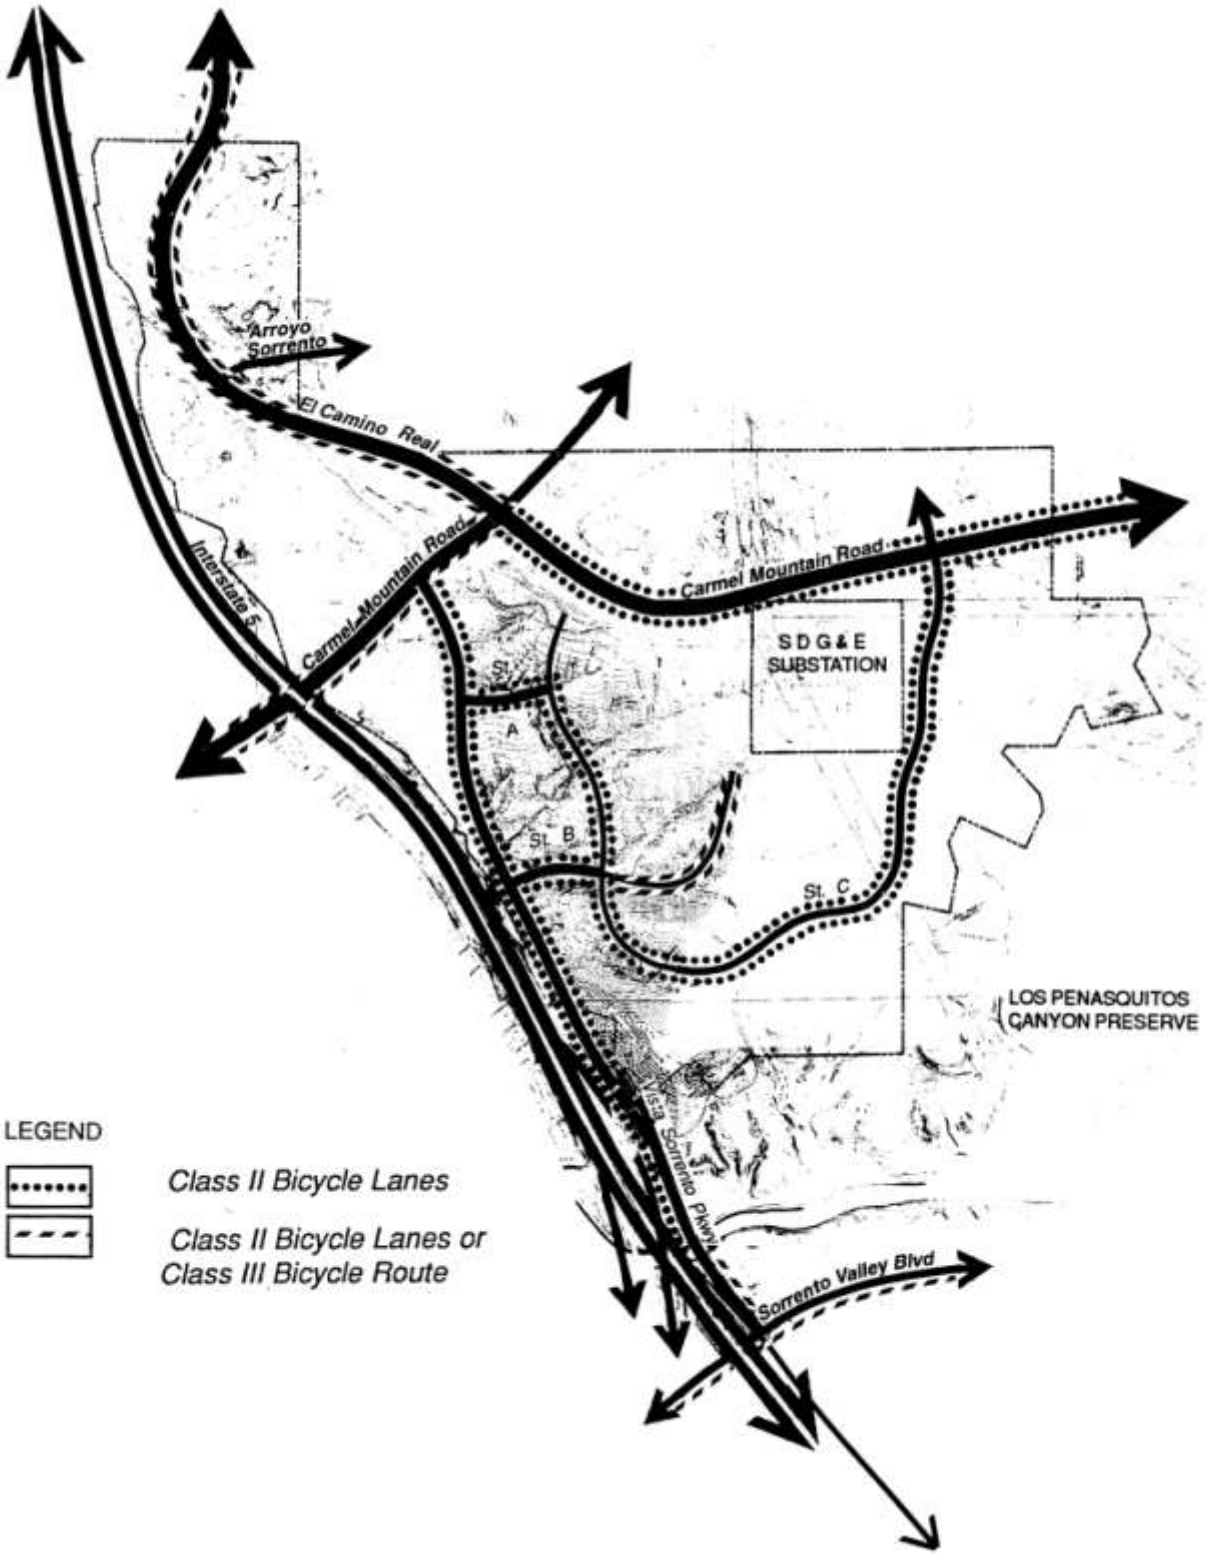 Arroyo
Sorrento
El Camino Real
Carmel Mountain Road
Interstate 5
Carmel Mountain Road
S D G & E
SUBSTATION
St.
A
St. B
St. C
LOS PENASQUITOS
CANYON PRESERVE
Vista Sorrento Pkwy
Sorrento Valley Blvd
LEGEND
Class II Bicycle Lanes
Class II Bicycle Lanes or
Class III Bicycle Route